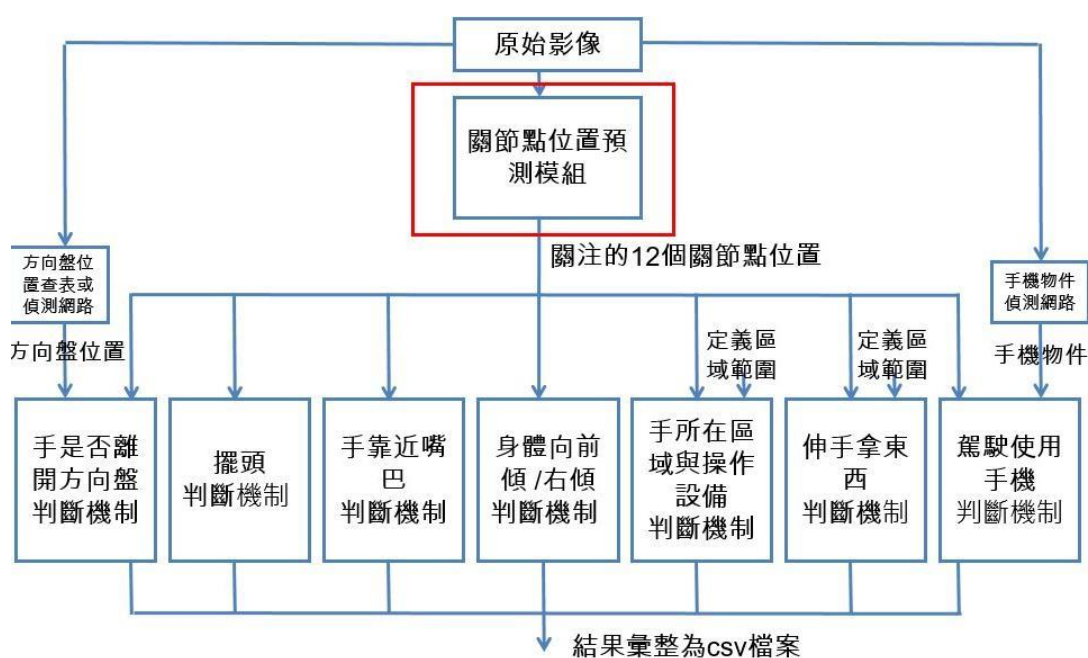 原始影像
關節點位置預
測模組
關注的12個關節點位置
方向盤位
置查表或
偵測網路
手機物件
偵測網路
方向盤位置
定義區
域範圍
定義區
域範圍
手機物件
手是否離
開方向盤
判斷機制
擺頭
判斷機制
手靠近嘴
巴
判斷機制
身體向前
傾 /右傾
判斷機制
手所在區
域與操作
設備
判斷機制
伸手拿東
西
判斷機制
駕駛使用
手機
判斷機制
結果彙整為csv檔案